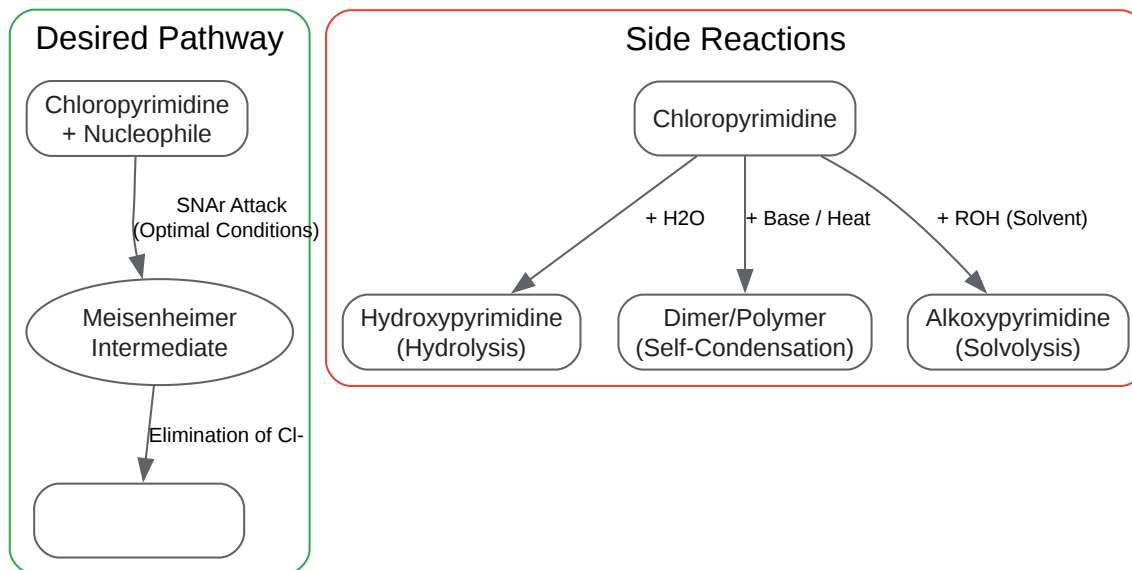 Desired Pathway
Chloropyrimidine
+ Nucleophile
SNAr Attack
(Optimal Conditions)
Meisenheimer
Intermediate
Elimination of Cl-
Side Reactions
Chloropyrimidine
+ H2O
+ Base / Heat
+ ROH (Solvent)
Hydroxypyrimidine
(Hydrolysis)
Dimer/Polymer
(Self-Condensation)
Alkoxypyrimidine
(Solvolysis)